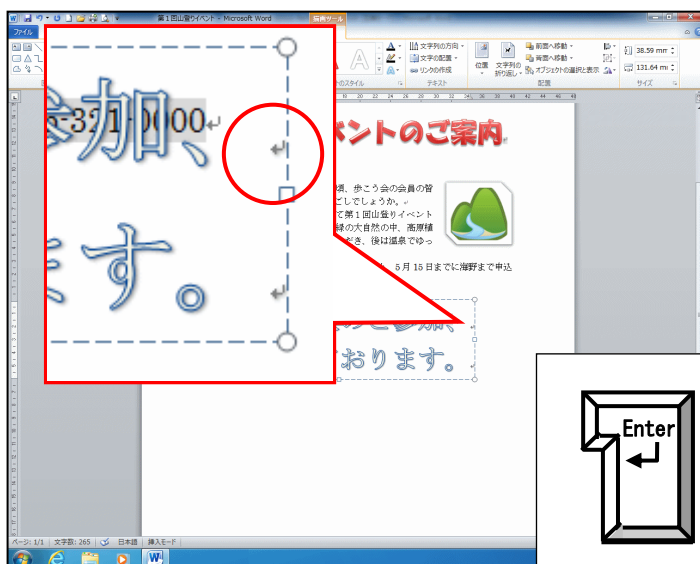 第1回山登りイベント - Microsoft Word
描画ツール
ファイル
文字列の方向
文字の配置
リンクの作成
テキスト
位置
文字列の折り返し
前面へ移動
背面へ移動
オブジェクトの選択と表示
配置
38.59 mm
131.64 mm
サイズ
ベントのご案内
頃、歩こう会の会員の皆
ごしでしょうか。
て第1回山登りイベント
緑の大自然の中、高原植
だき、後は温泉でゆっ
5月15日までに海野まで申込
-321-0000
参加、
ます。
のご参加、
おります。
Enter
ページ: 1/1
文字数: 265
日本語
挿入モード